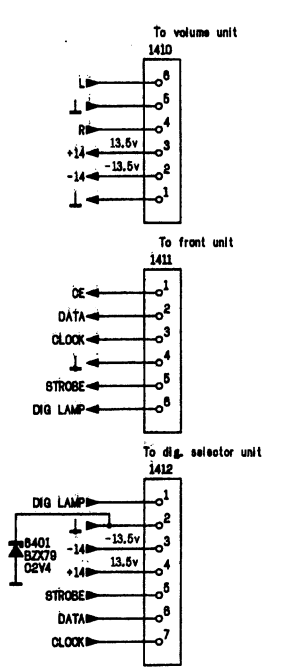 To volume unit
1410
L 6
⊥ 5
R 4
+14 13.5v 3
-14 -13.5v 2
⊥ 1
To front unit
1411
CE 1
DATA 2
CLOCK 3
⊥ 4
STROBE 5
DIG LAMP 6
To dig. selector unit
1412
DIG LAMP 1
⊥ 2
-14 -13.5v 3
+14 13.5v 4
STROBE 5
DATA 6
CLOCK 7
6401
BZX79
C2V4